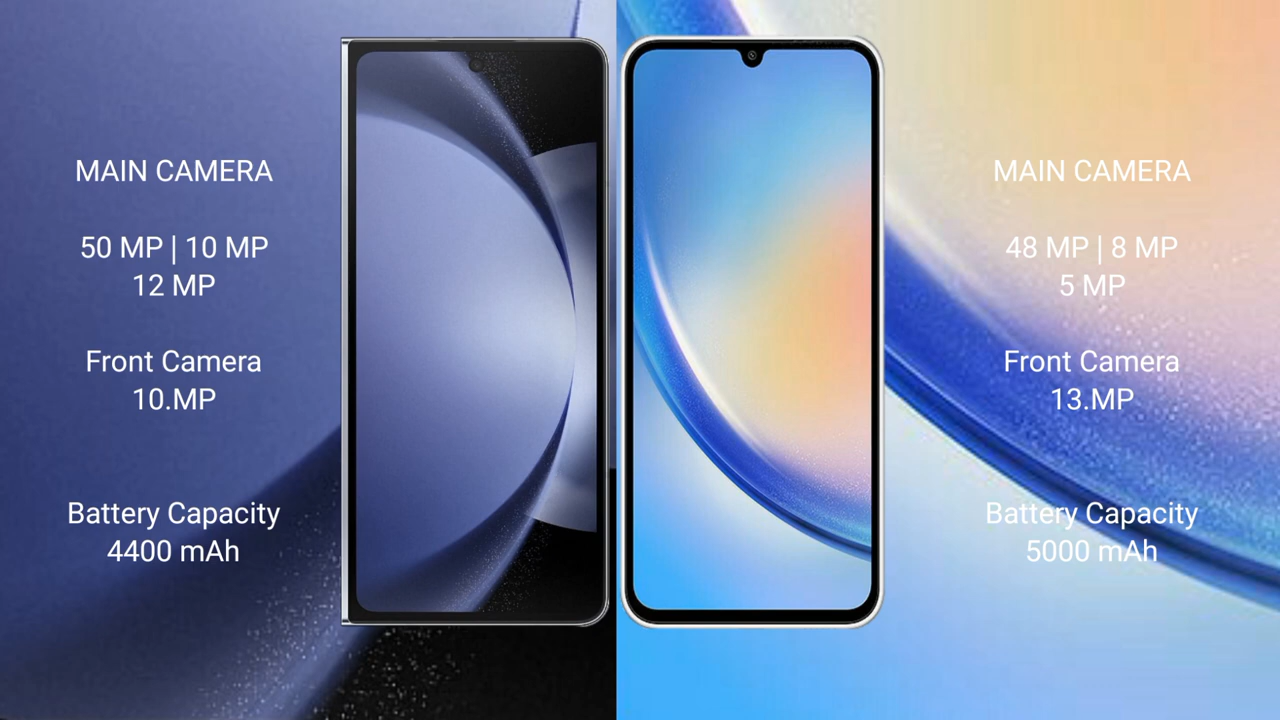 MAIN CAMERA
50 MP | 10 MP
12 MP
Front Camera
10.MP
Battery Capacity
4400 mAh
MAIN CAMERA
48 MP | 8 MP
5 MP
Front Camera
13.MP
Battery Capacity
5000 mAh